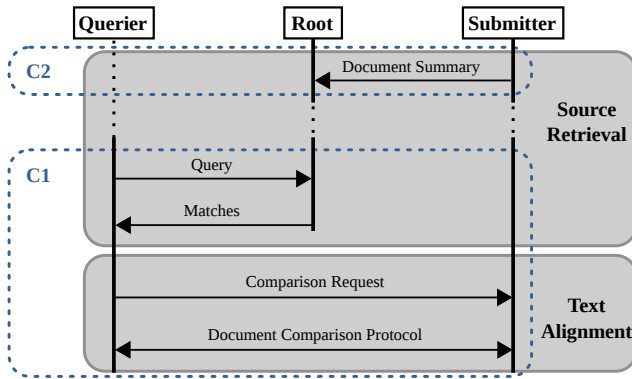 Querier
Root
Submitter
C2
Document Summary
Source
Retrieval
C1
Query
Matches
Comparison Request
Text
Alignment
Document Comparison Protocol